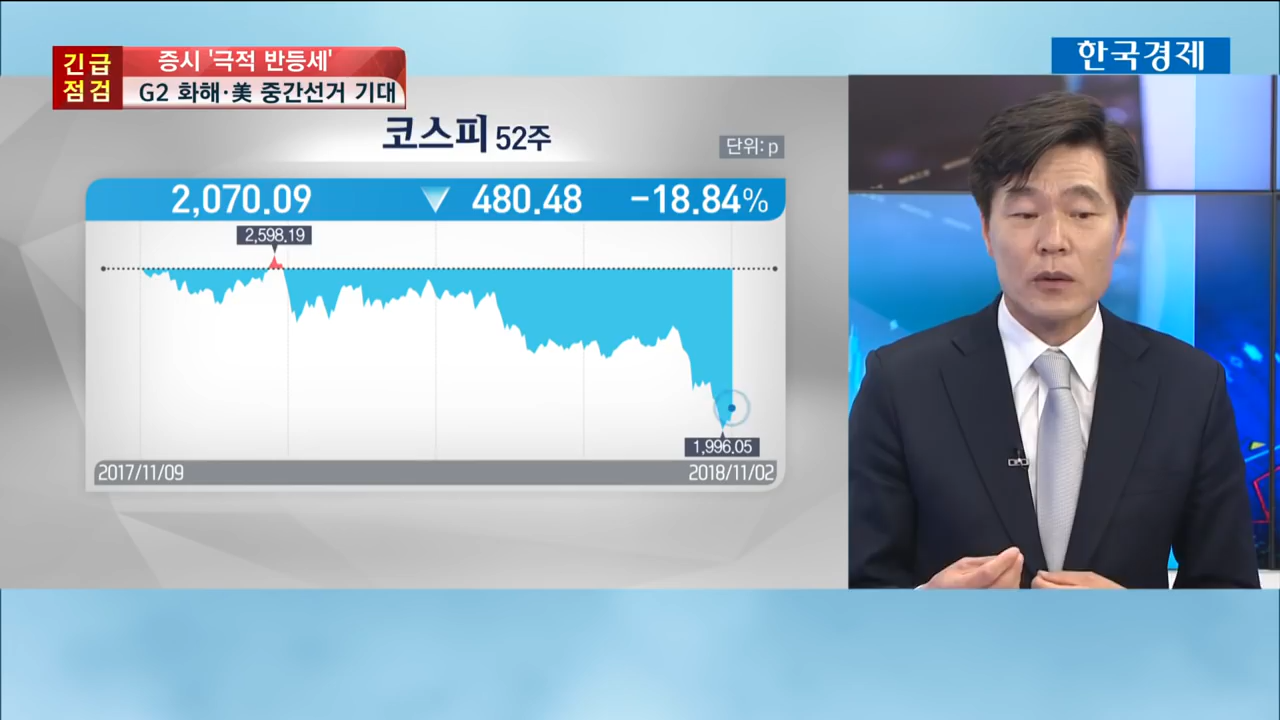 긴급
점검
증시 '극적 반등세'
G2 화해·美 중간선거 기대
한국경제
코스피 52주
단위: p
2,070.09 ▼ 480.48 -18.84%
2,598.19
1,996.05
2017/11/09 2018/11/02